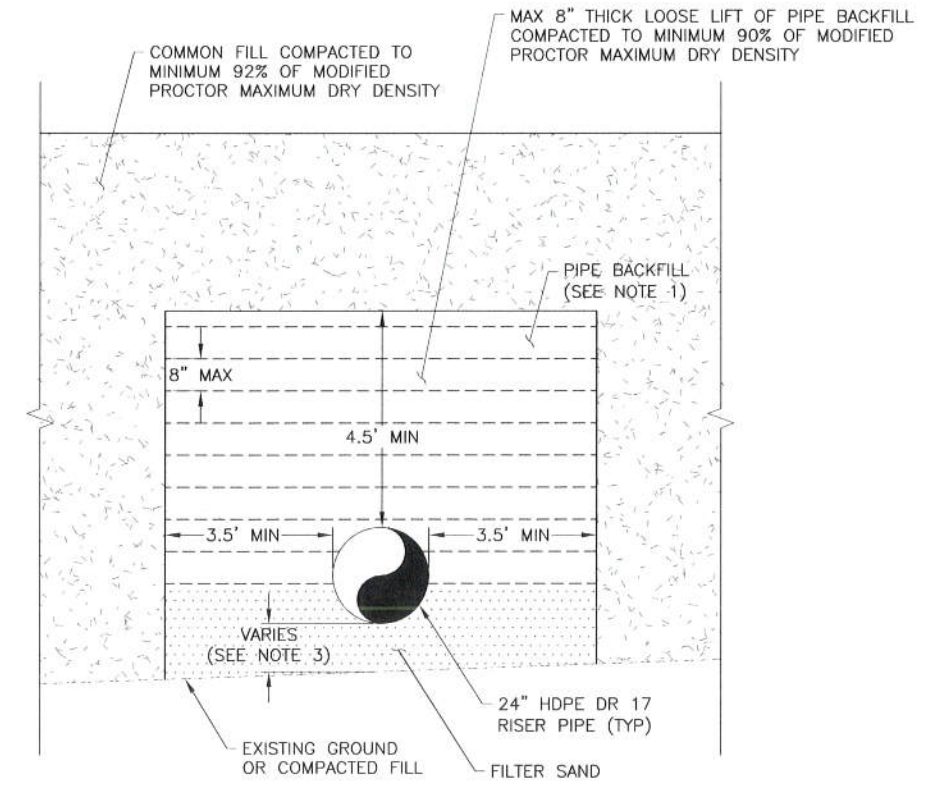 MAX 8" THICK LOOSE LIFT OF PIPE BACKFILL
COMPACTED TO MINIMUM 90% OF MODIFIED
PROCTOR MAXIMUM DRY DENSITY
COMMON FILL COMPACTED TO
MINIMUM 92% OF MODIFIED
PROCTOR MAXIMUM DRY DENSITY
PIPE BACKFILL
(SEE NOTE 1)
8" MAX
4.5' MIN
3.5' MIN
3.5' MIN
VARIES
(SEE NOTE 3)
24" HDPE DR 17
RISER PIPE (TYP)
EXISTING GROUND
OR COMPACTED FILL
FILTER SAND